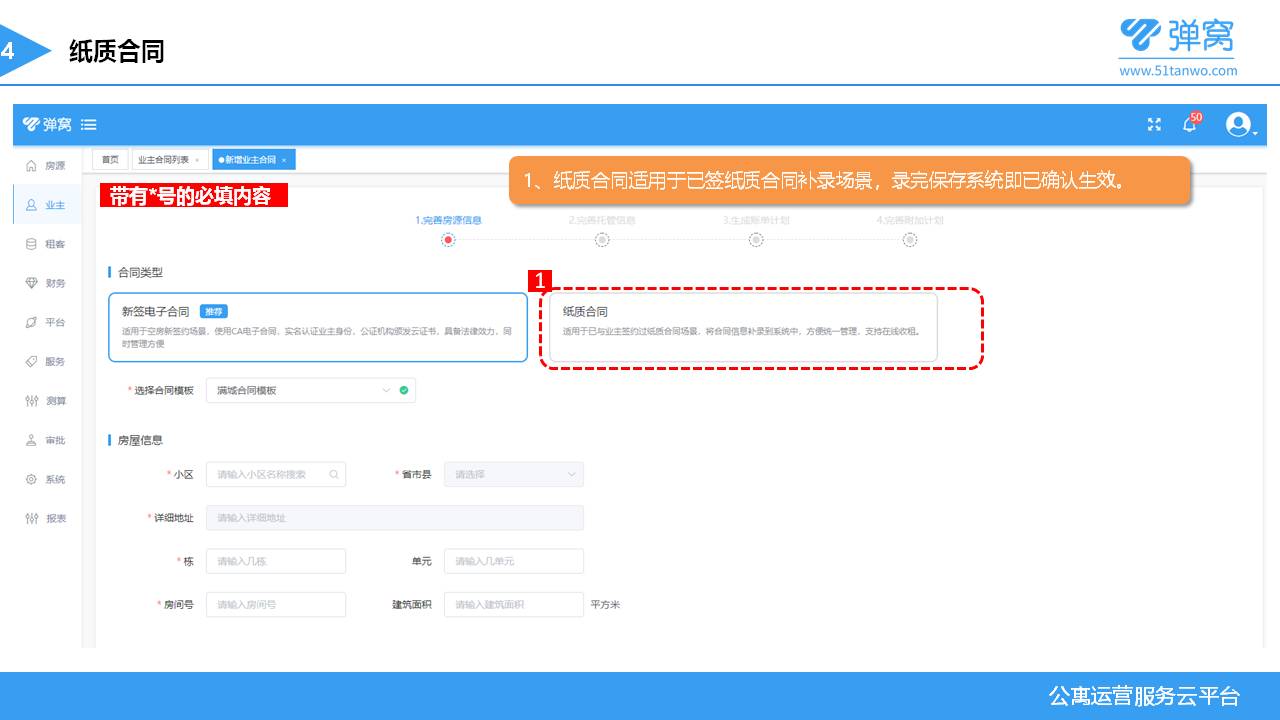 4
纸质合同
弹窝
www.51tanwo.com
弹窝
50
房源
业主
租客
财务
平台
服务
测算
审批
系统
报表
首页
业主合同列表 ×
●新增业主合同 ×
带有*号的必填内容
1、纸质合同适用于已签纸质合同补录场景，录完保存系统即已确认生效。
1.完善房源信息
2.完善托管信息
3.生成账单计划
4.完善附加计划
合同类型
新签电子合同 推荐
适用于空房新签约场景，使用CA电子合同，实名认证业主身份，公证机构颁发云证书，具备法律效力，同
时管理方便
1
纸质合同
适用于已与业主签约过纸质合同场景，将合同信息补录到系统中，方便统一管理，支持在线收租。
*选择合同模板 满城合同模板
房屋信息
*小区 请输入小区名称搜索
*省市县 请选择
*详细地址 请输入详细地址
*栋 请输入几栋
单元 请输入几单元
*房间号 请输入房间号
建筑面积 请输入建筑面积 平方米
公寓运营服务云平台